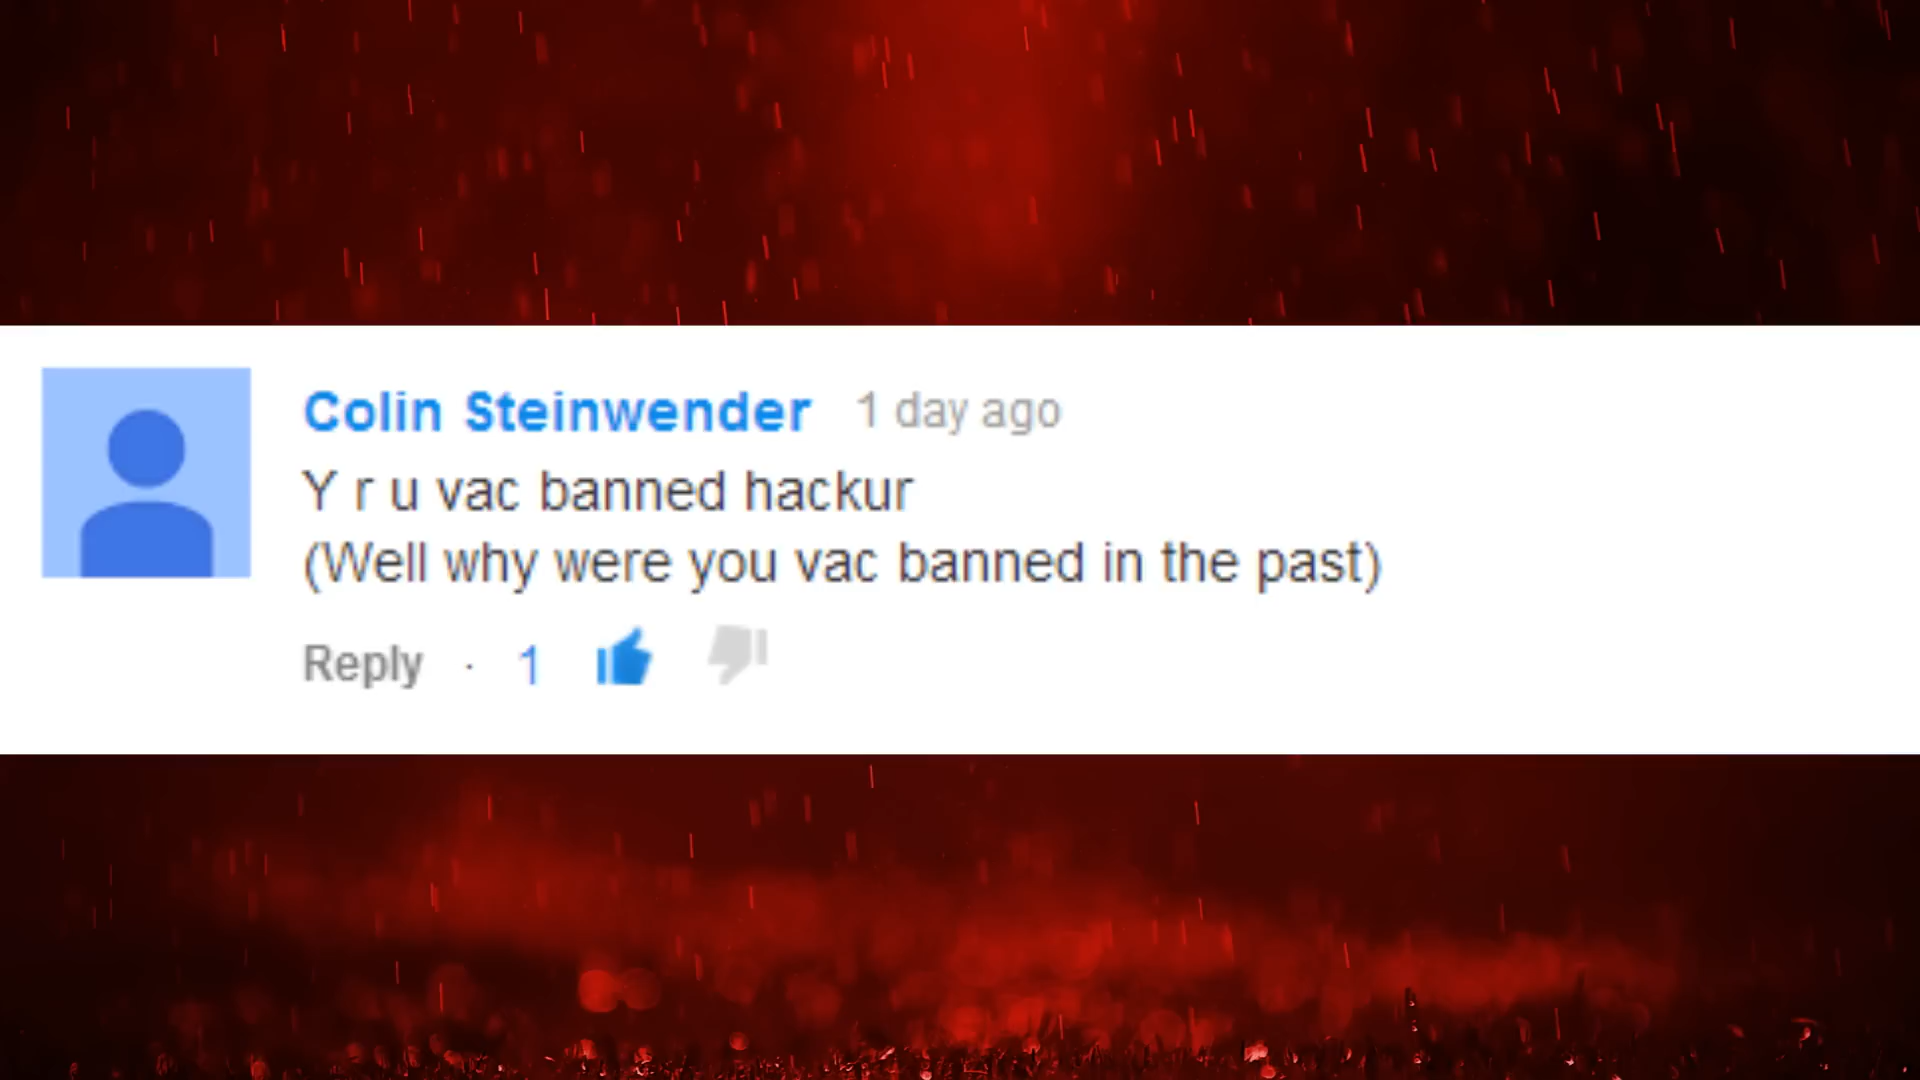 Colin Steinwender 1 day ago
Y r u vac banned hackur
(Well why were you vac banned in the past)
Reply · 1